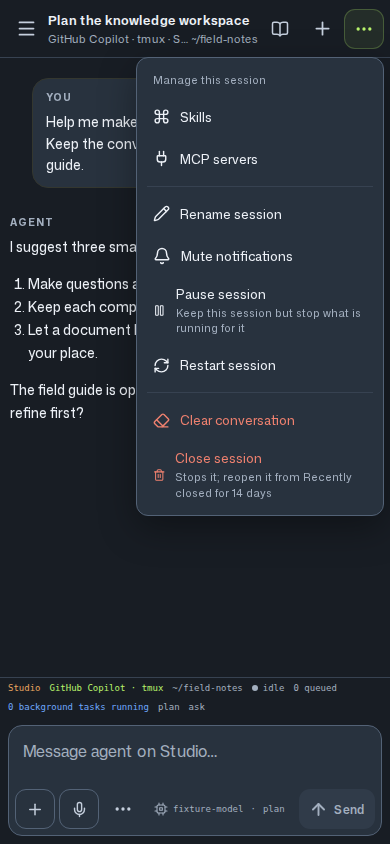 Plan the knowledge workspace
GitHub Copilot · tmux · S... ~/field-notes
Manage this session
Skills
MCP servers
Rename session
Mute notifications
Pause session
Keep this session but stop what is
running for it
Restart session
Clear conversation
Close session
Stops it; reopen it from Recently
closed for 14 days
YOU
Help me make
Keep the conv
guide.
AGENT
I suggest three sma
1. Make questions a
2. Keep each comp
3. Let a document
your place.
The field guide is op
refine first?
Studio GitHub Copilot · tmux ~/field-notes idle 0 queued
0 background tasks running plan ask
Message agent on Studio...
fixture-model · plan
Send